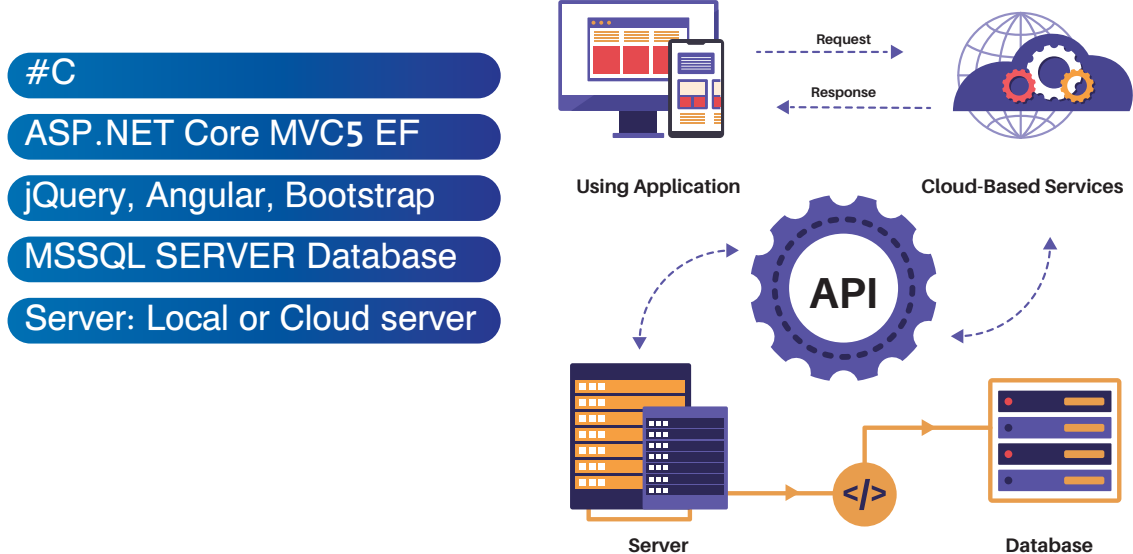 #C
ASP.NET Core MVC5 EF
jQuery, Angular, Bootstrap
MSSQL SERVER Database
Server: Local or Cloud server
Request
Response
Using Application
Cloud-Based Services
API
</>
Server
Database